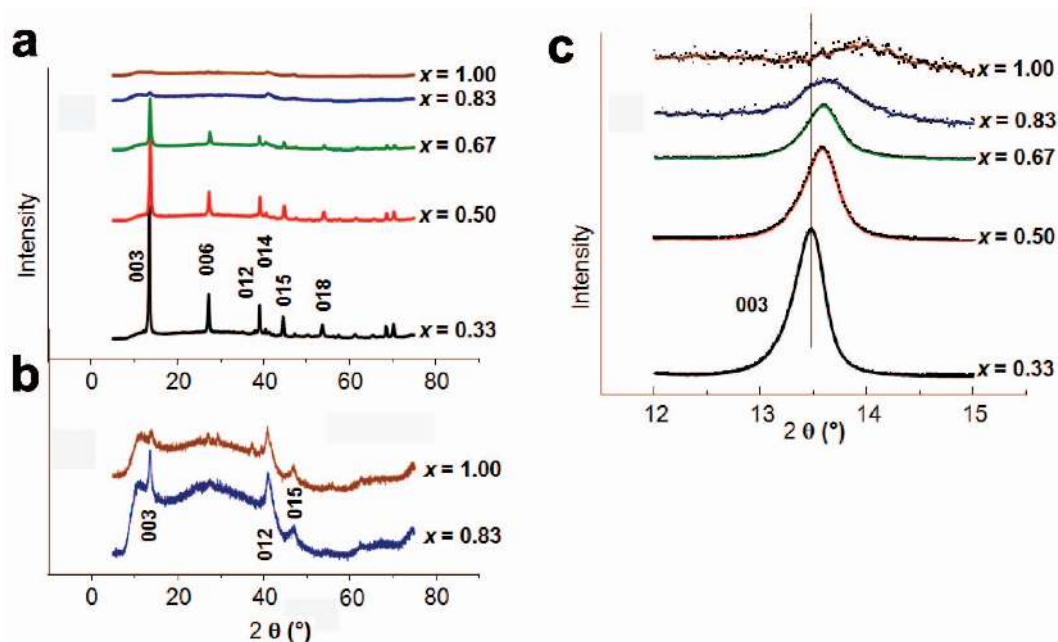 a
x = 1.00
x = 0.83
x = 0.67
x = 0.50
x = 0.33
Intensity
003
006
012
014
015
018
0 20 40 60 80
b
x = 1.00
x = 0.83
003
012
015
0 20 40 60 80
2 θ (°)
c
x = 1.00
x = 0.83
x = 0.67
x = 0.50
x = 0.33
Intensity
003
12 13 14 15
2 θ (°)